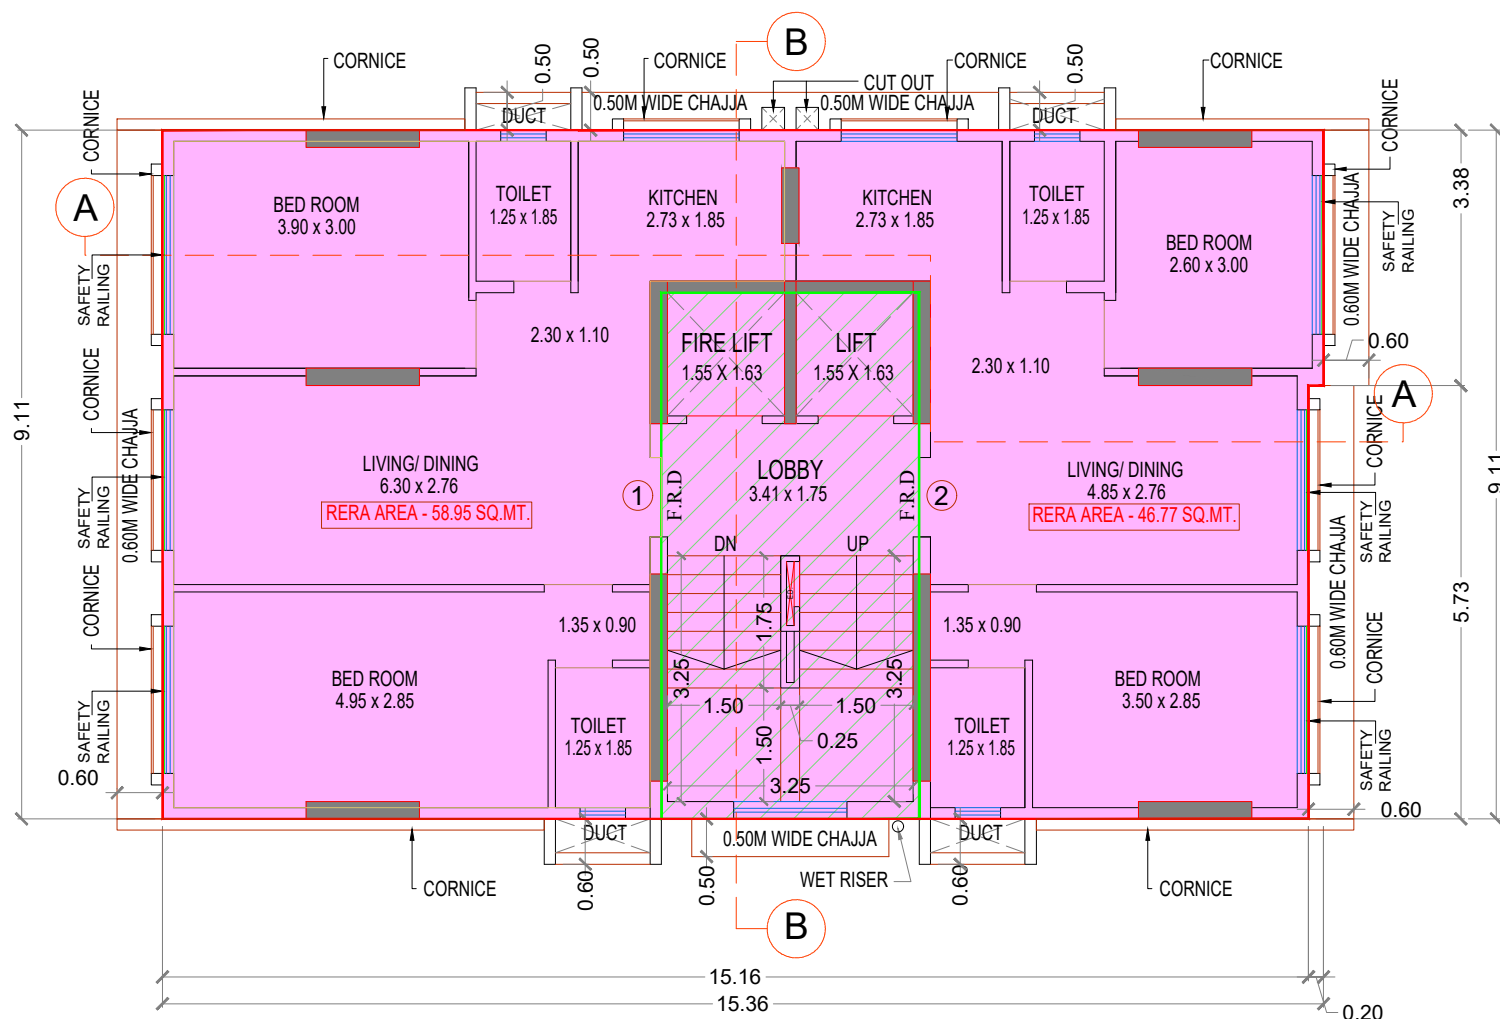 B
CORNICE
0.50
0.50
CORNICE
CORNICE
0.50
CORNICE
CUT OUT
0.50M WIDE CHAJJA
0.50M WIDE CHAJJA
DUCT
DUCT
CORNICE
CORNICE
9.11
A
BED ROOM
3.90 x 3.00
TOILET
1.25 x 1.85
KITCHEN
2.73 x 1.85
KITCHEN
2.73 x 1.85
TOILET
1.25 x 1.85
BED ROOM
2.60 x 3.00
3.38
SAFETY
RAILING
SAFETY
RAILING
0.60M WIDE CHAJJA
0.60
2.30 x 1.10
FIRE LIFT
1.55 X 1.63
LIFT
1.55 X 1.63
2.30 x 1.10
CORNICE
A
CORNICE
0.60M WIDE CHAJJA
LIVING/ DINING
6.30 x 2.76
RERA AREA - 58.95 SQ.MT.
1
F.R.D
LOBBY
3.41 x 1.75
F.R.D
2
LIVING/ DINING
4.85 x 2.76
RERA AREA - 46.77 SQ.MT.
9.11
SAFETY
RAILING
SAFETY
RAILING
DN
UP
CORNICE
0.60M WIDE CHAJJA
5.73
1.35 x 0.90
1.75
1.35 x 0.90
CORNICE
BED ROOM
4.95 x 2.85
3.25
3.25
BED ROOM
3.50 x 2.85
1.50
1.50
SAFETY
RAILING
TOILET
1.25 x 1.85
1.50
0.25
TOILET
1.25 x 1.85
SAFETY
RAILING
0.60
3.25
0.60
DUCT
0.50M WIDE CHAJJA
DUCT
CORNICE
0.60
0.50
WET RISER
0.60
CORNICE
B
15.16
15.36
0.20